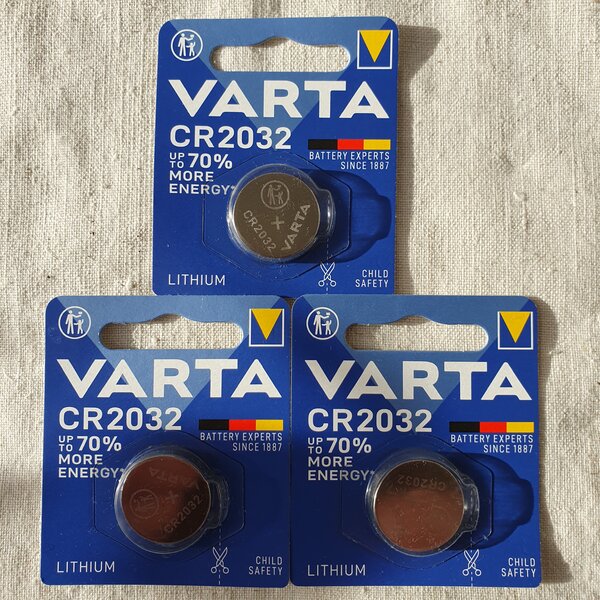 VARTA
CR2032
UP TO 70%
MORE
ENERGY*
BATTERY EXPERTS
SINCE 1887
+
CR2032
VARTA
LITHIUM
CHILD
SAFETY
VARTA
CR2032
UP TO 70%
MORE
ENERGY*
BATTERY EXPERTS
SINCE 1887
VARTA
+
CR2032
LITHIUM
CHILD
SAFETY
VARTA
CR2032
UP TO 70%
MORE
ENERGY*
BATTERY EXPERTS
SINCE 1887
CR2032
LITHIUM
CHILD
SAFETY